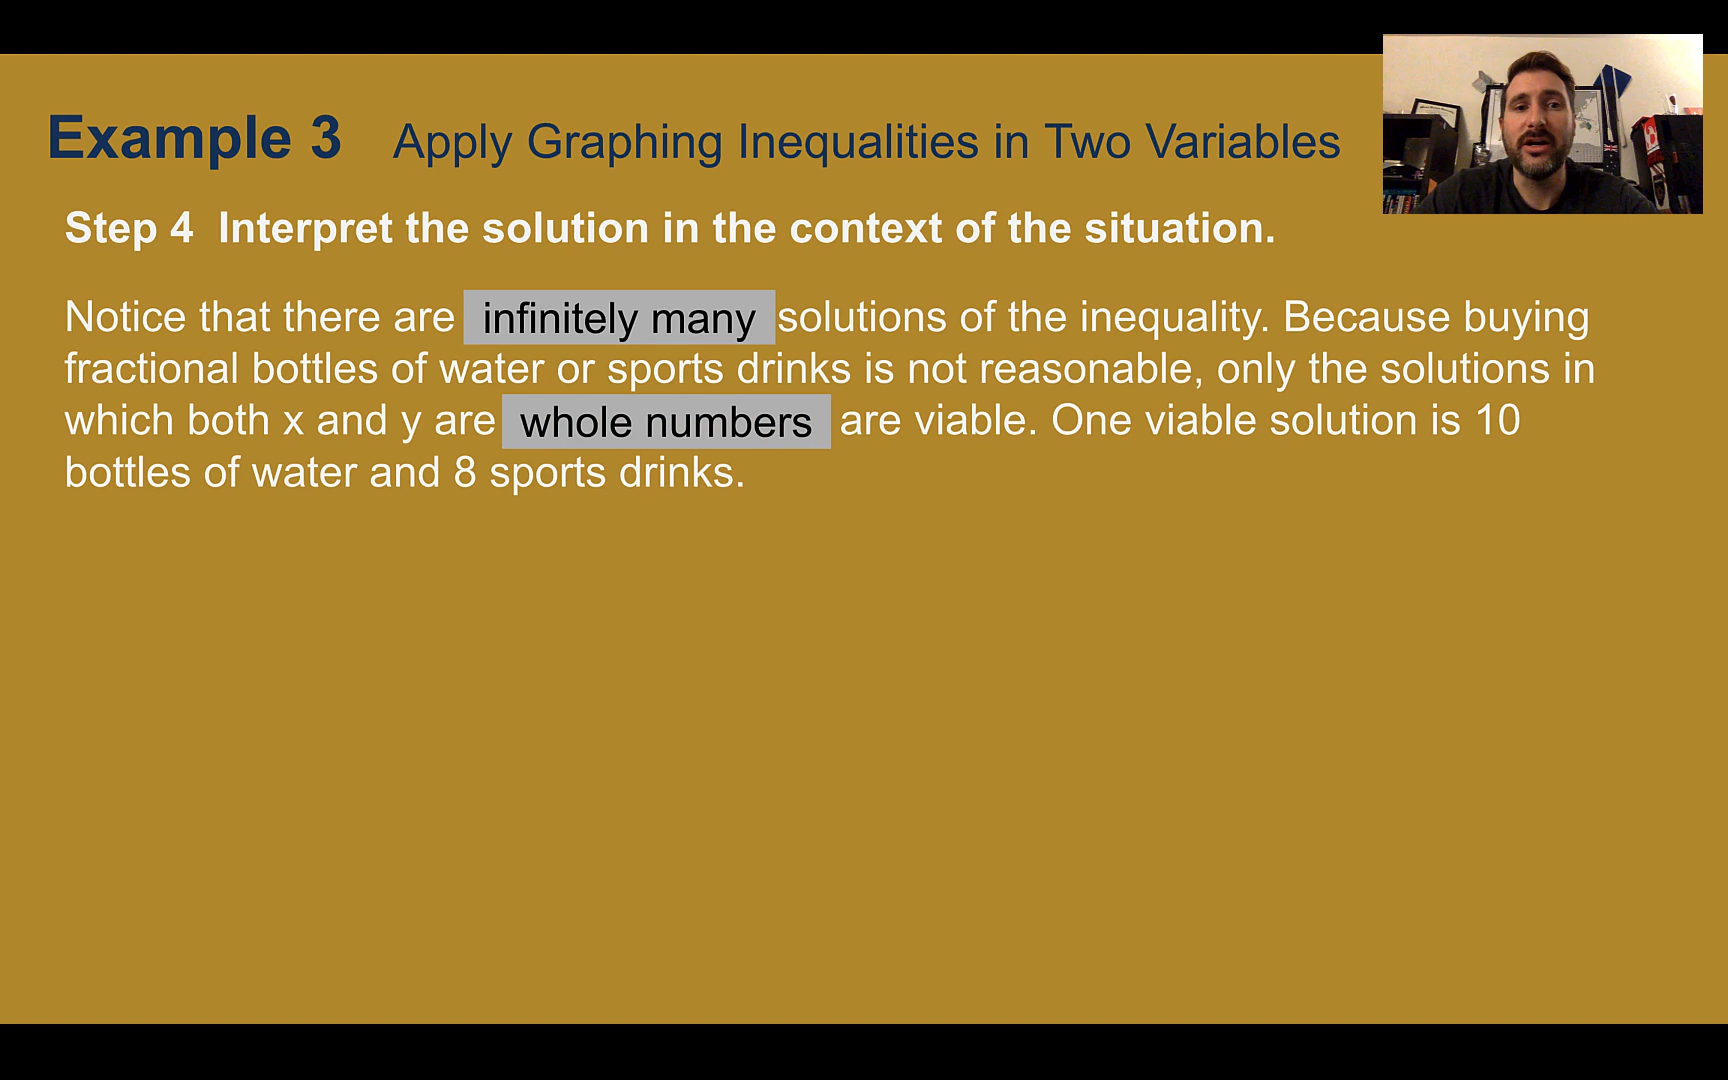 Example 3 Apply Graphing Inequalities in Two Variables
Step 4 Interpret the solution in the context of the situation.
Notice that there are infinitely many solutions of the inequality. Because buying
fractional bottles of water or sports drinks is not reasonable, only the solutions in
which both x and y are whole numbers are viable. One viable solution is 10
bottles of water and 8 sports drinks.